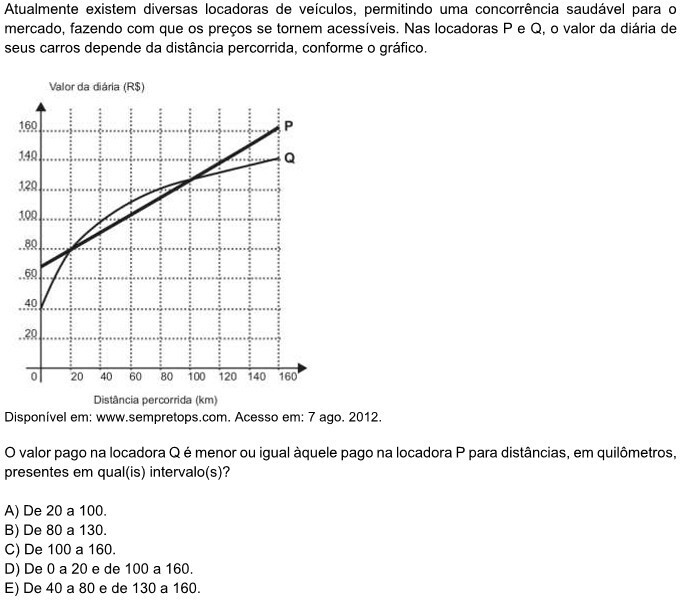 Atualmente existem diversas locadoras de veículos, permitindo uma concorrência saudável para o
mercado, fazendo com que os preços se tornem acessíveis. Nas locadoras P e Q, o valor da diária de
seus carros depende da distância percorrida, conforme o gráfico.
Valor da diária (R$)
160
P
140
Q
120
100
80
60
40
20
0 20 40 60 80 100 120 140 160
Distância percorrida (km)
Disponível em: www.sempretops.com. Acesso em: 7 ago. 2012.
O valor pago na locadora Q é menor ou igual àquele pago na locadora P para distâncias, em quilômetros,
presentes em qual(is) intervalo(s)?
A) De 20 a 100.
B) De 80 a 130.
C) De 100 a 160.
D) De 0 a 20 e de 100 a 160.
E) De 40 a 80 e de 130 a 160.